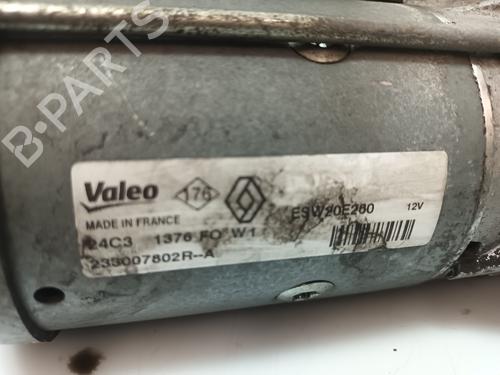 B-PARTS
Valeo 176 ESW20E260 12V
MADE IN FRANCE
24C3 1376 FO W1
233007802R--A